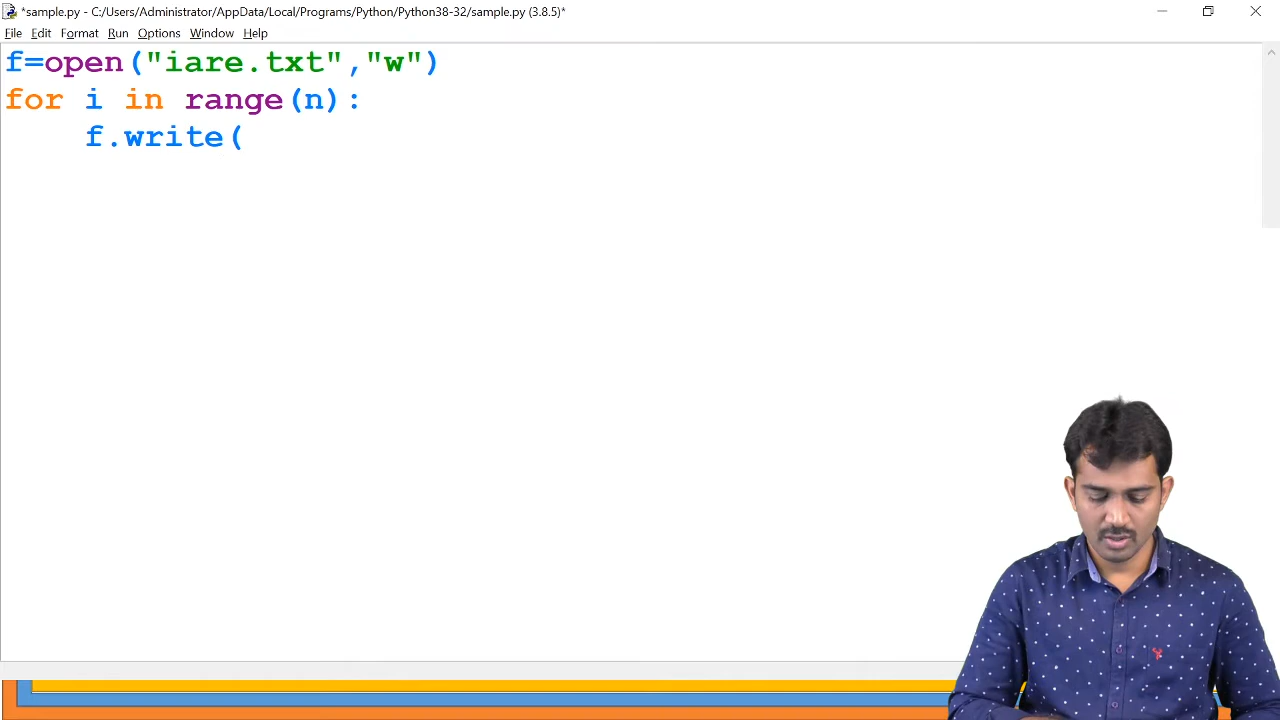 *sample.py - C:/Users/Administrator/AppData/Local/Programs/Python/Python38-32/sample.py (3.8.5)*
File Edit Format Run Options Window Help
f=open("iare.txt","w")
for i in range(n):
    f.write(